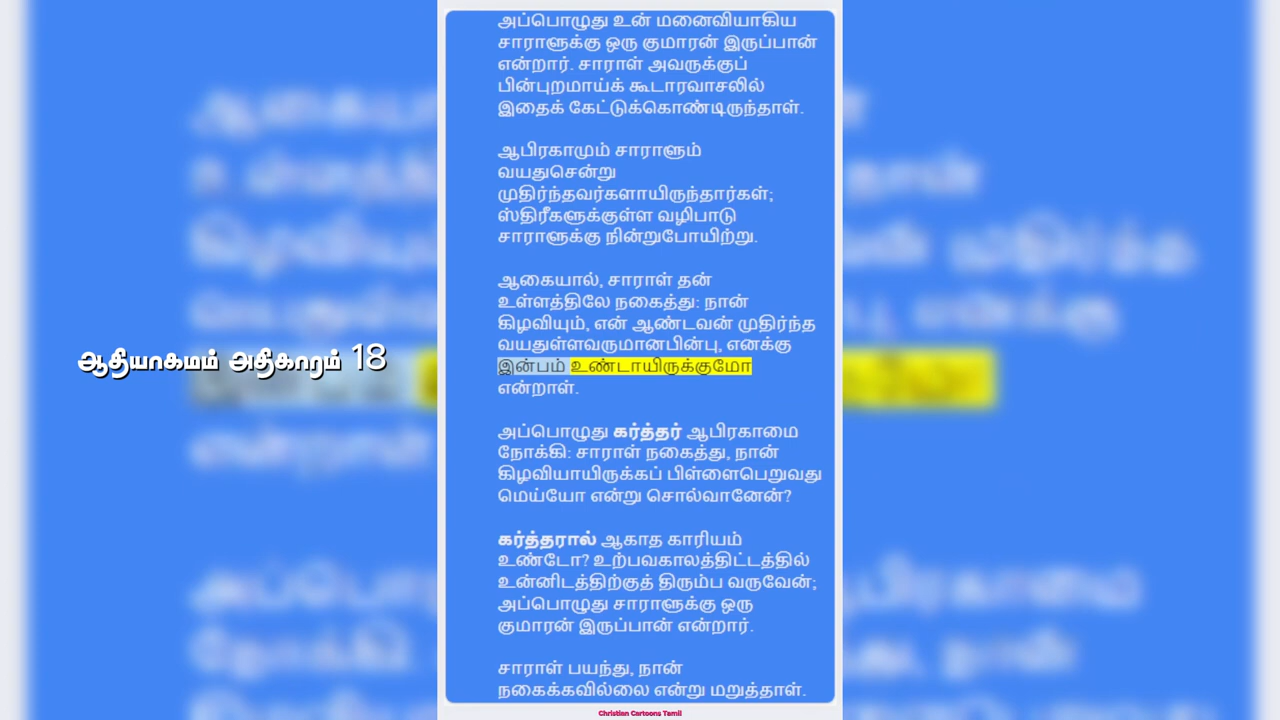 அப்பொழுது உன் மனைவியாகிய
சாராளுக்கு ஒரு குமாரன் இருப்பான்
என்றார். சாராள் அவருக்குப்
பின்புறமாய்க் கூடாரவாசலில்
இதைக் கேட்டுக்கொண்டிருந்தாள்.
ஆபிரகாமும் சாராளும்
வயதுசென்று
முதிர்ந்தவர்களாயிருந்தார்கள்;
ஸ்திரீகளுக்குள்ள வழிபாடு
சாராளுக்கு நின்றுபோயிற்று.
ஆகையால், சாராள் தன்
உள்ளத்திலே நகைத்து: நான்
கிழவியும், என் ஆண்டவன் முதிர்ந்த
வயதுள்ளவருமானபின்பு, எனக்கு
இன்பம் உண்டாயிருக்குமோ
என்றாள்.
ஆதியாகமம் அதிகாரம் 18
அப்பொழுது கர்த்தர் ஆபிரகாமை
நோக்கி: சாராள் நகைத்து, நான்
கிழவியாயிருக்கப் பிள்ளைபெறுவது
மெய்யோ என்று சொல்வானேன்?
கர்த்தரால் ஆகாத காரியம்
உண்டோ? உற்பவகாலத்திட்டத்தில்
உன்னிடத்திற்குத் திரும்ப வருவேன்;
அப்பொழுது சாராளுக்கு ஒரு
குமாரன் இருப்பான் என்றார்.
சாராள் பயந்து, நான்
நகைக்கவில்லை என்று மறுத்தாள்.
Christian Cartoons Tamil